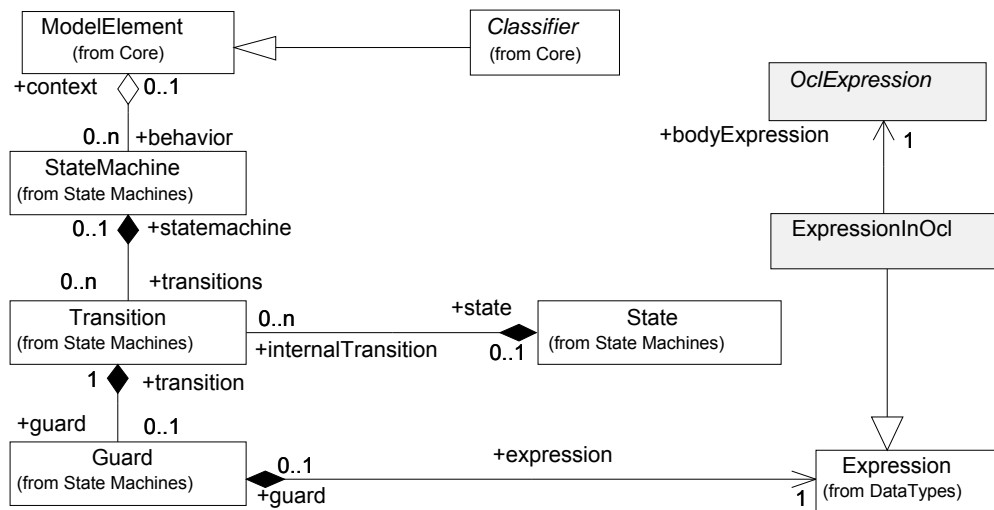 ModelElement
(from Core)
Classifier
(from Core)
+context
0..1
OclExpression
+bodyExpression
1
0..n
+behavior
StateMachine
(from State Machines)
0..1
+statemachine
ExpressionInOcl
0..n
+transitions
Transition
(from State Machines)
0..n
+internalTransition
+state
0..1
State
(from State Machines)
1
+transition
+guard
0..1
Guard
(from State Machines)
0..1
+guard
+expression
1
Expression
(from DataTypes)